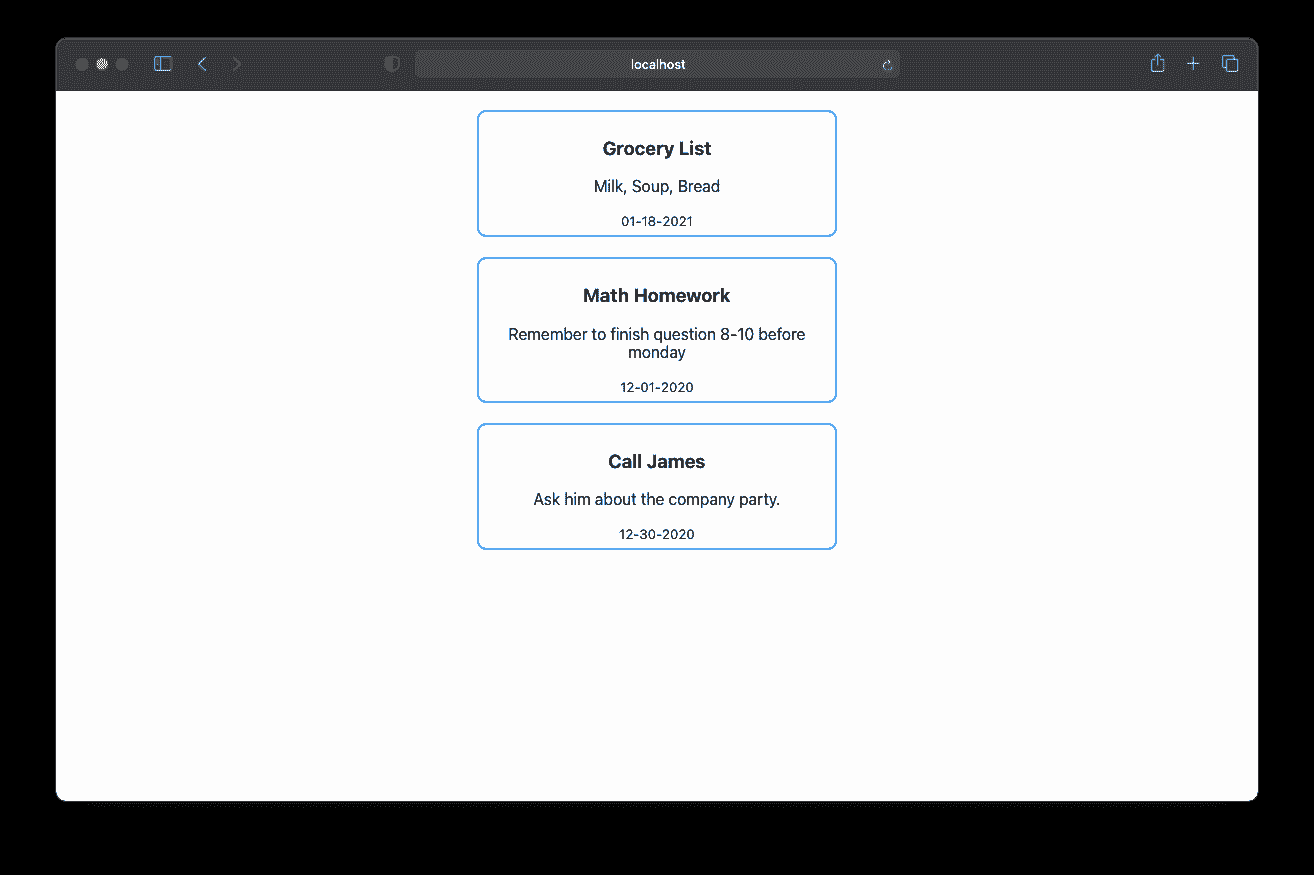 localhost
Grocery List
Milk, Soup, Bread
01-18-2021
Math Homework
Remember to finish question 8-10 before
monday
12-01-2020
Call James
Ask him about the company party.
12-30-2020